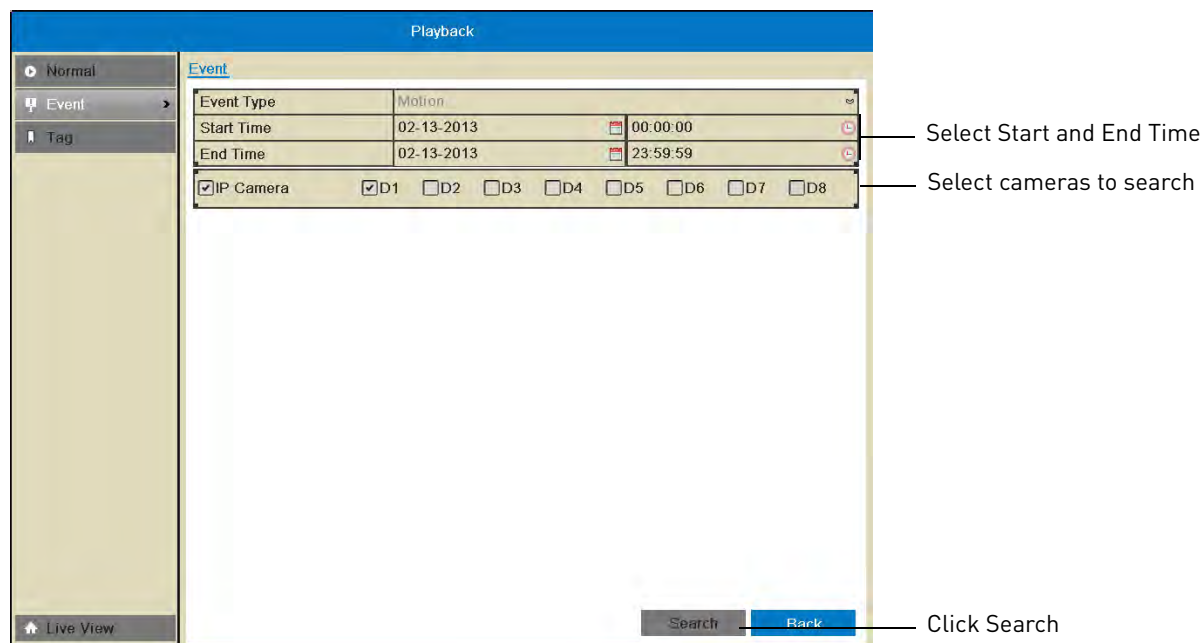 Playback
Normal
Event
Tag
Live View
Event
Event Type Motion
Start Time 02-13-2013 00:00:00
End Time 02-13-2013 23:59:59
IP Camera D1 D2 D3 D4 D5 D6 D7 D8
Search Back
Select Start and End Time
Select cameras to search
Click Search